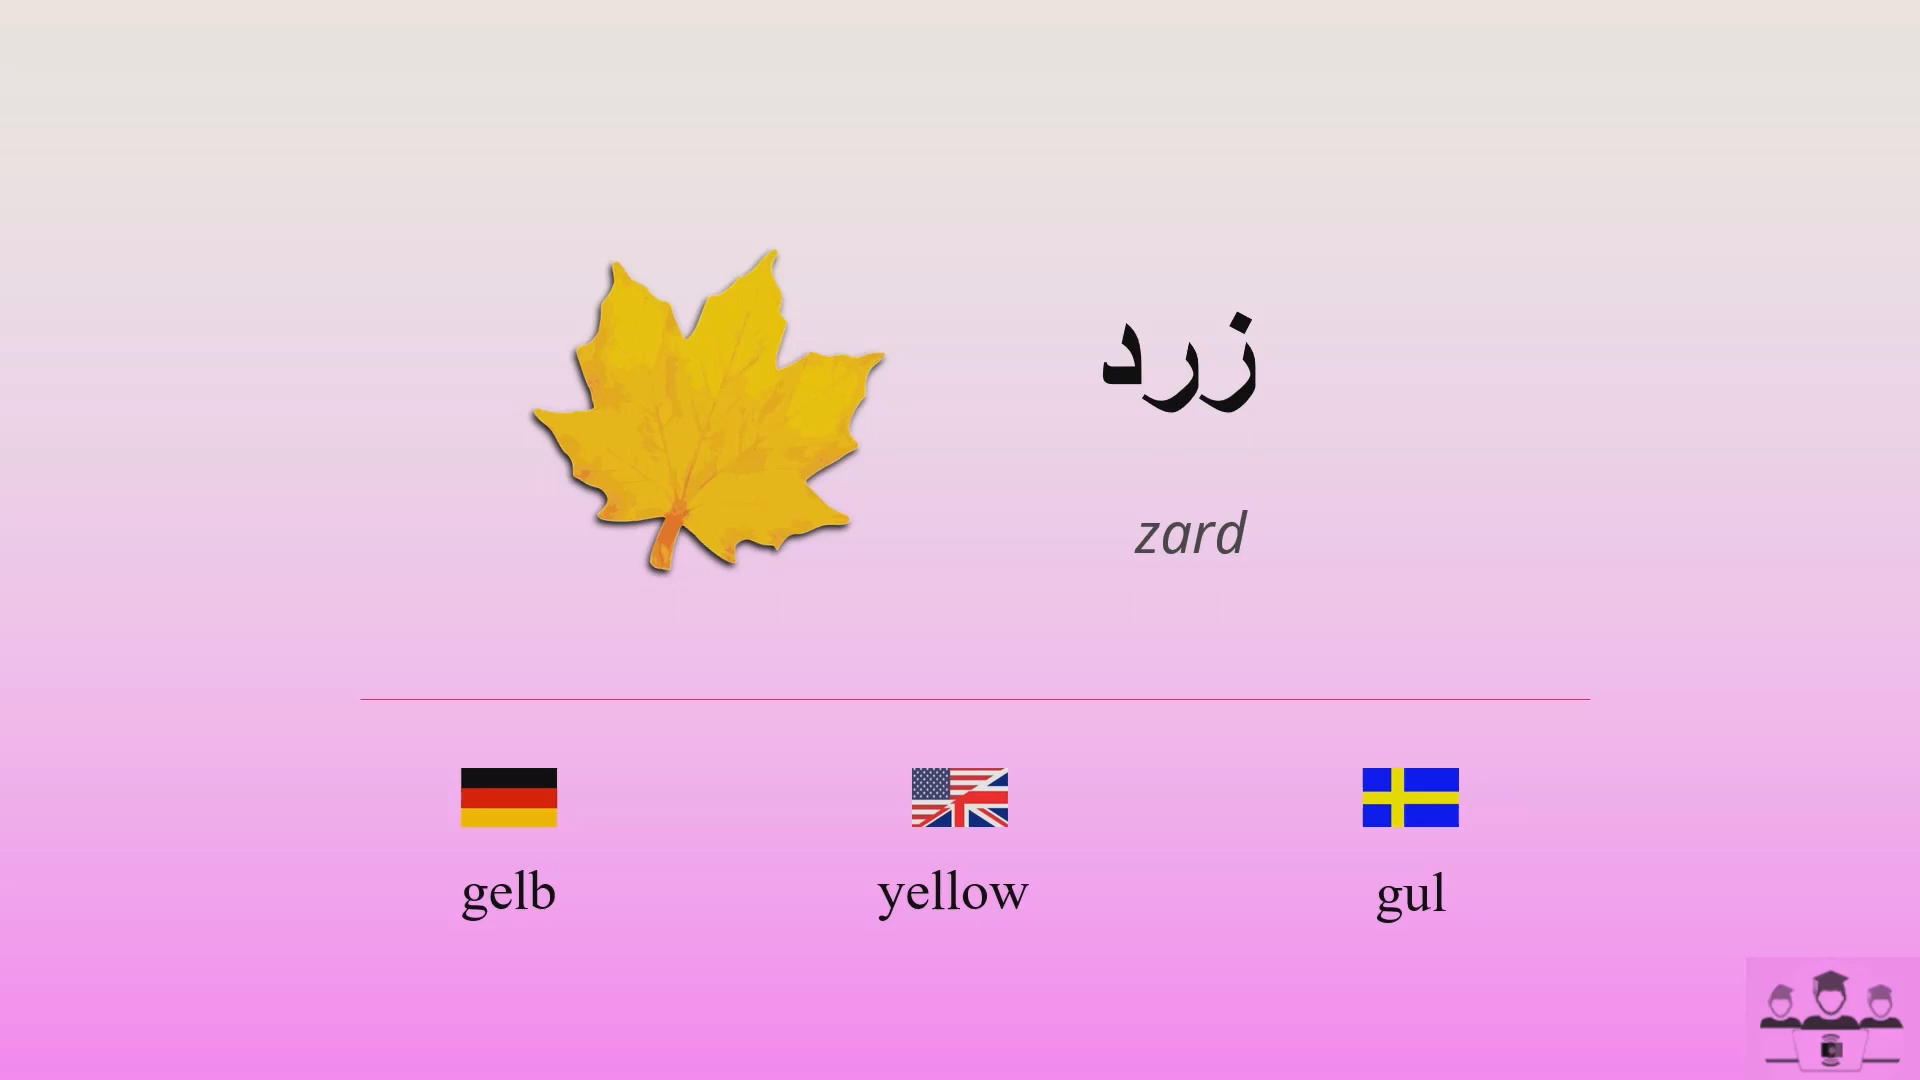 زرد
zard
gelb
yellow
gul